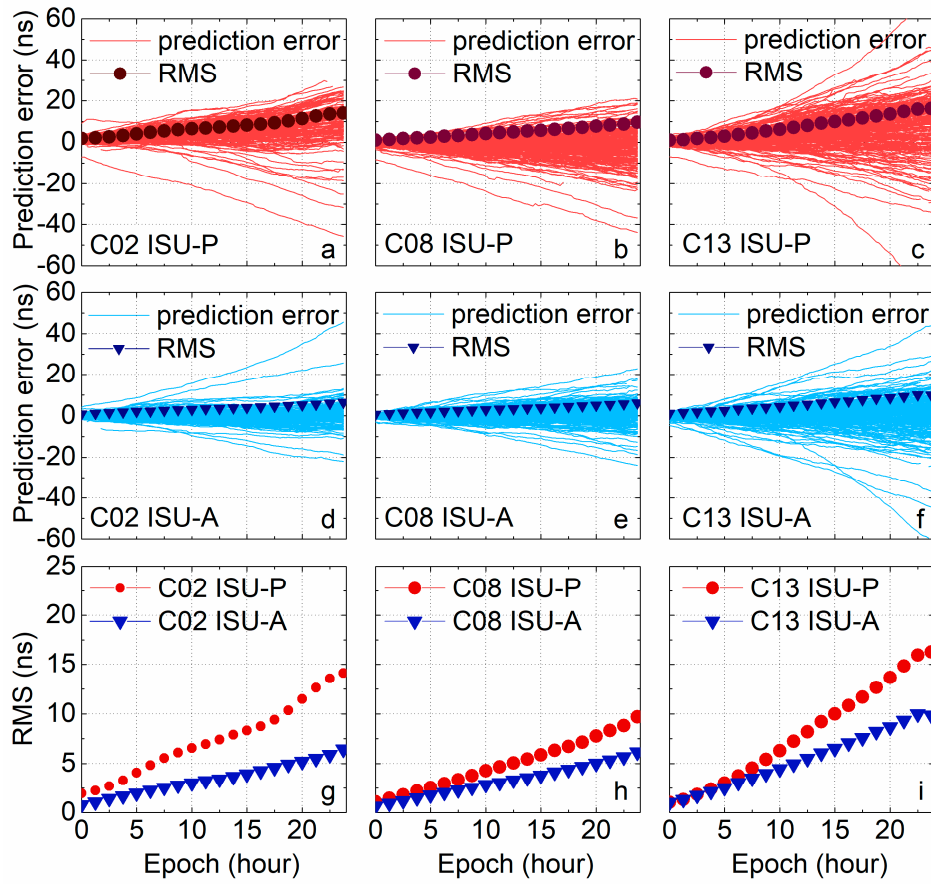 Prediction error (ns)
60
40
20
0
-20
-40
-60
prediction error
RMS
C02 ISU-P
a
prediction error
RMS
C08 ISU-P
b
prediction error
RMS
C13 ISU-P
c
Prediction error (ns)
60
40
20
0
-20
-40
-60
prediction error
RMS
C02 ISU-A
d
prediction error
RMS
C08 ISU-A
e
prediction error
RMS
C13 ISU-A
f
RMS (ns)
25
20
15
10
5
0
C02 ISU-P
C02 ISU-A
g
C08 ISU-P
C08 ISU-A
h
C13 ISU-P
C13 ISU-A
i
0 5 10 15 20
0 5 10 15 20
0 5 10 15 20
Epoch (hour)
Epoch (hour)
Epoch (hour)